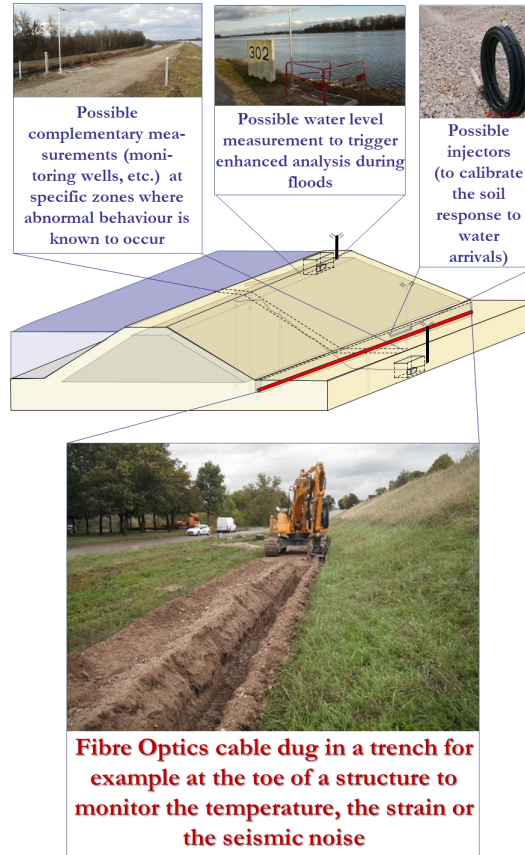 Possible
complementary mea-
surements (moni-
toring wells, etc.) at
specific zones where
abnormal behaviour is
known to occur
302
Possible water level
measurement to trigger
enhanced analysis during
floods
Possible
injectors
(to calibrate
the soil
response to
water
arrivals)
Fibre Optics cable dug in a trench for
example at the toe of a structure to
monitor the temperature, the strain or
the seismic noise